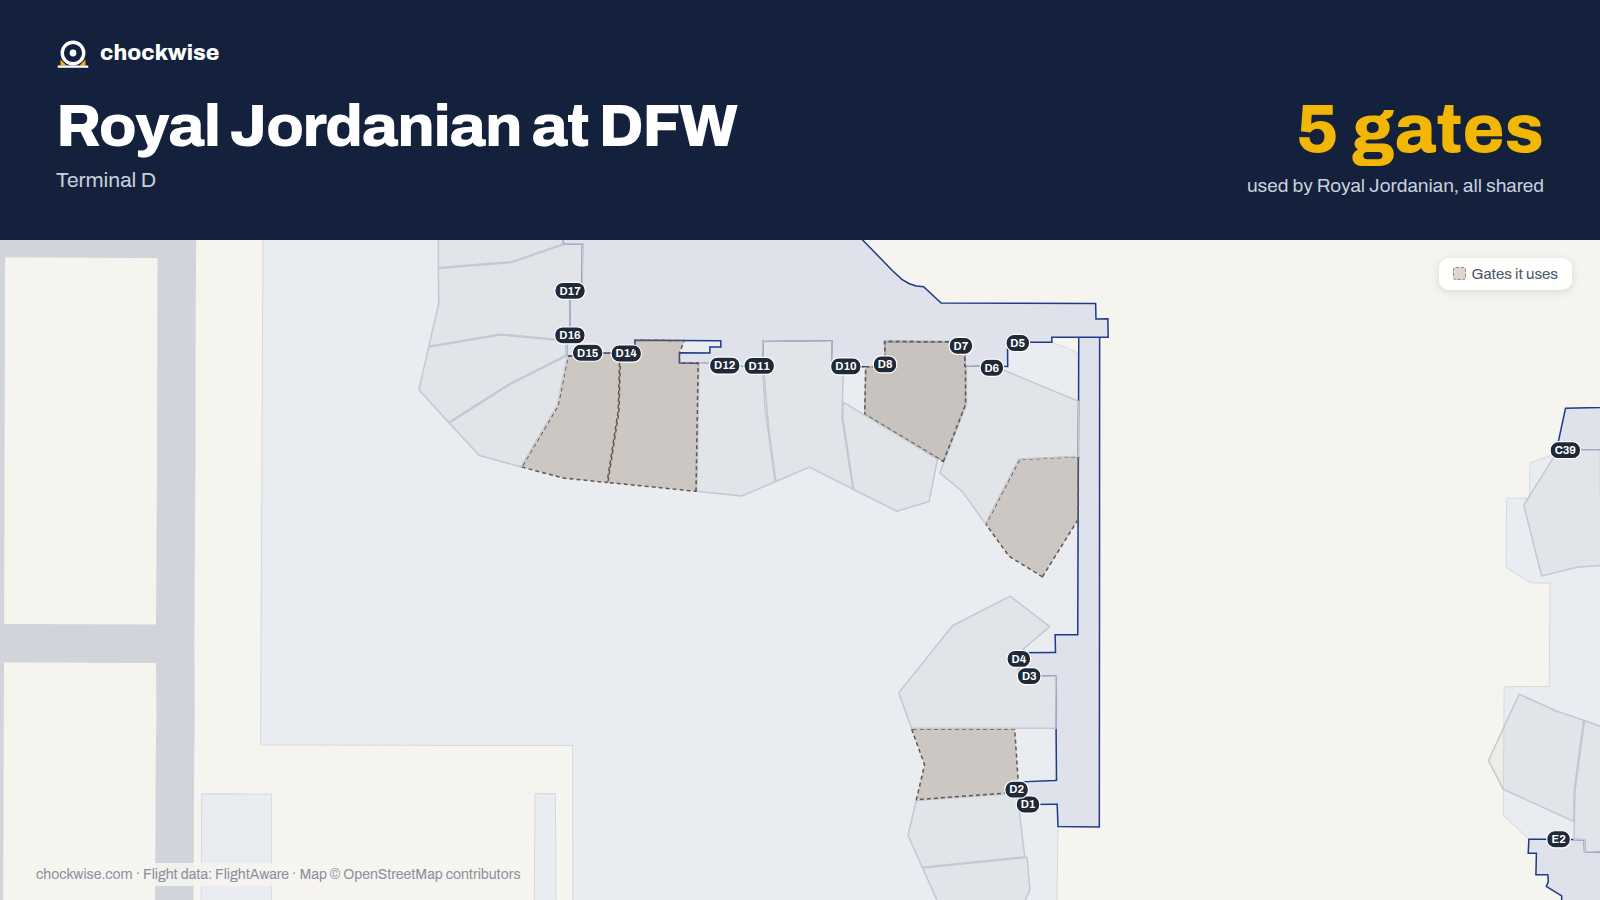 chockwise
Royal Jordanian at DFW
Terminal D
5 gates
used by Royal Jordanian, all shared
Gates it uses
D17
D16
D15
D14
D12
D11
D10
D8
D7
D6
D5
C39
D4
D3
D2
D1
E2
chockwise.com · Flight data: FlightAware · Map © OpenStreetMap contributors